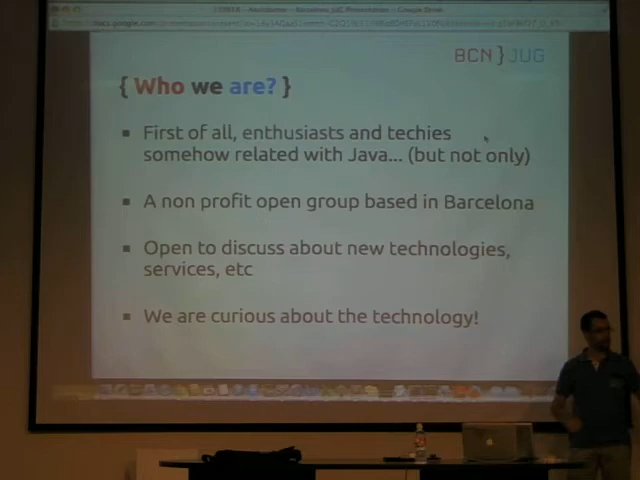 BCN}JUG
{ Who we are? }
▪ First of all, enthusiasts and techies
somehow related with Java... (but not only)
▪ A non profit open group based in Barcelona
▪ Open to discuss about new technologies,
services, etc
▪ We are curious about the technology!